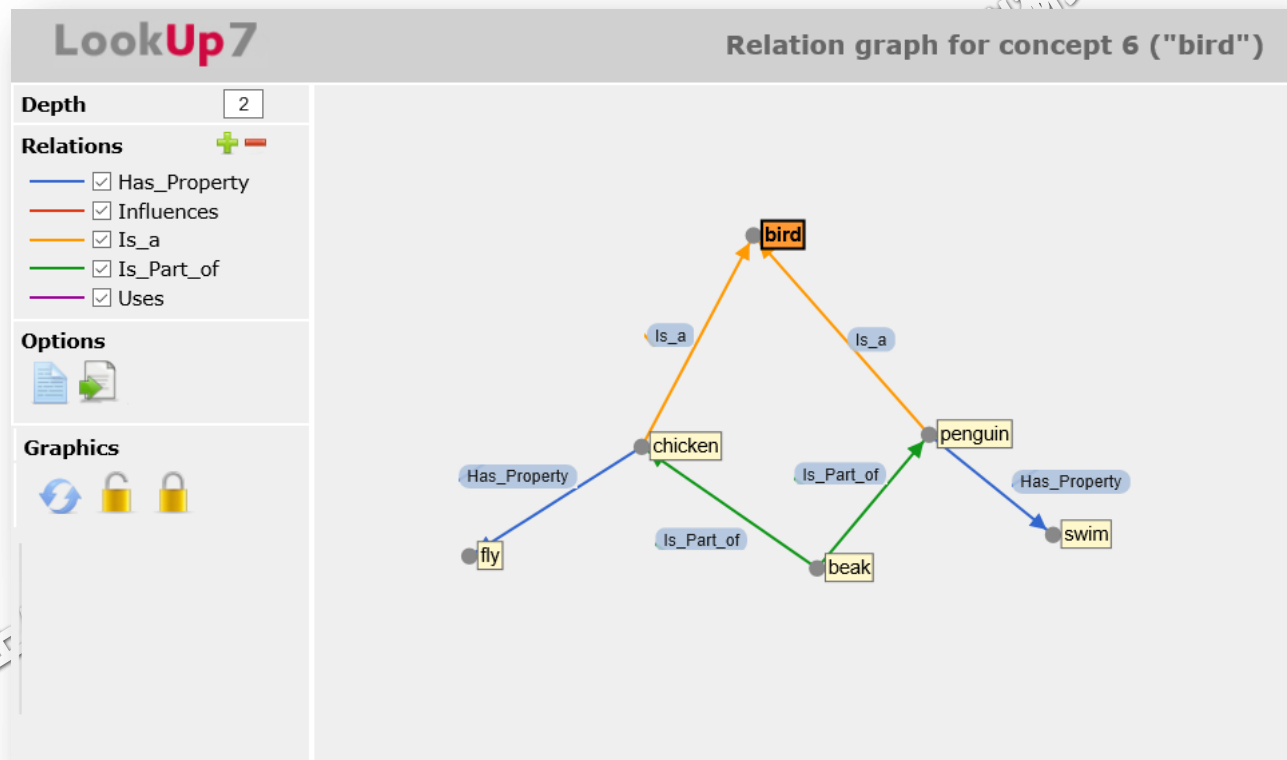 LookUp7
Relation graph for concept 6 ("bird")
Depth 2
Relations
Has_Property
Influences
Is_a
Is_Part_of
Uses
Options
Graphics
bird
Is_a
Is_a
chicken
penguin
Has_Property
Is_Part_of
Has_Property
Is_Part_of
fly
beak
swim